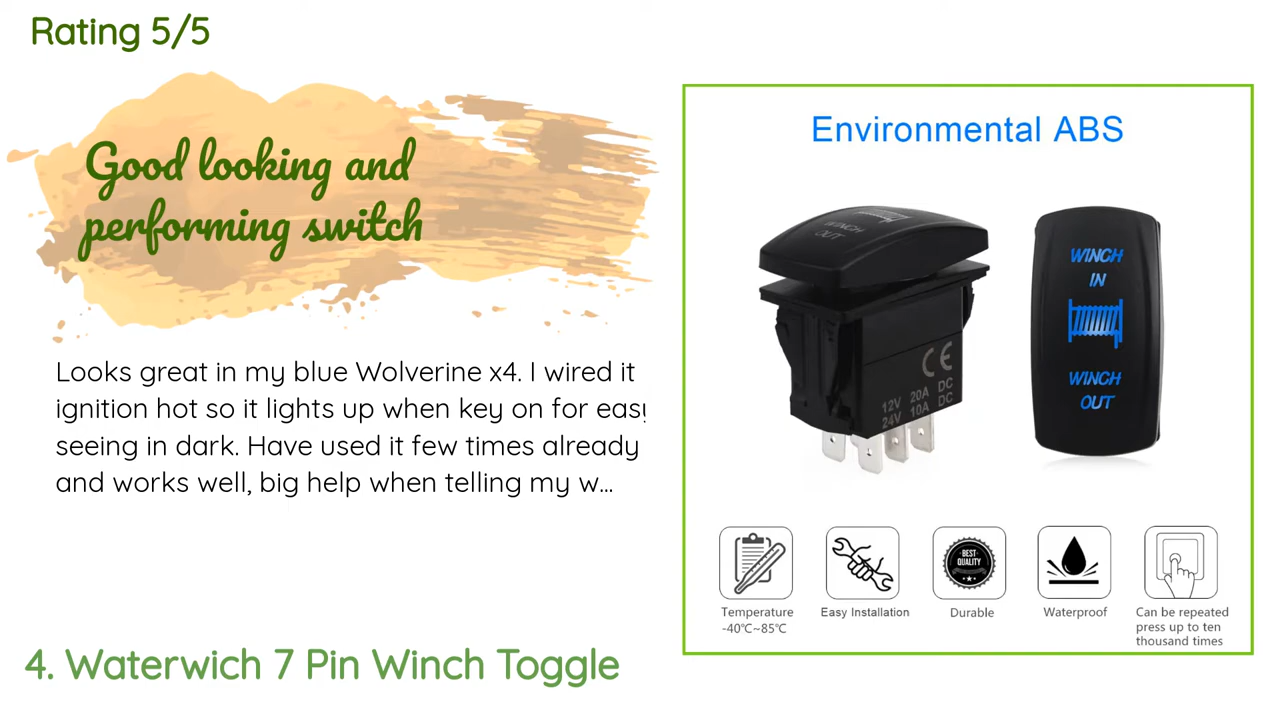 Rating 5/5
Good looking and
performing switch
Looks great in my blue Wolverine x4. I wired it
ignition hot so it lights up when key on for easy
seeing in dark. Have used it few times already
and works well, big help when telling my w...
4. Waterwich 7 Pin Winch Toggle
Environmental ABS
WINCH
OUT
CE
12V 20A DC
24V 10A DC
WINCH
IN
WINCH
OUT
BEST
QUALITY
Temperature
-40℃~85℃
Easy Installation
Durable
Waterproof
Can be repeated
press up to ten
thousand times